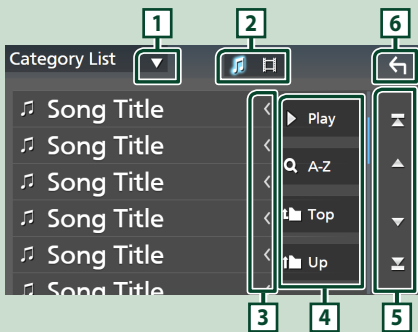 1 2 6
Category List
Song Title
Song Title
Song Title
Song Title
Song Title
Song Title
Play
A-Z
Top
Up
3 4 5